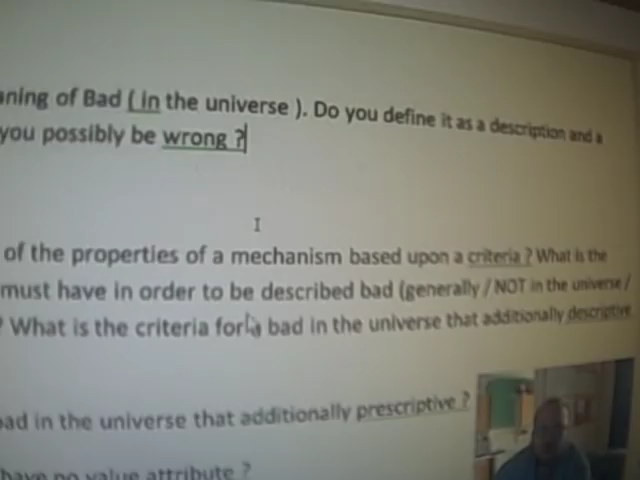 ning of Bad ( in the universe ). Do you define it as a description and a
you possibly be wrong ?
of the properties of a mechanism based upon a criteria ? What is the
must have in order to be described bad (generally / NOT in the universe /
? What is the criteria for a bad in the universe that additionally descriptive
ad in the universe that additionally prescriptive ?
have no value attribute ?